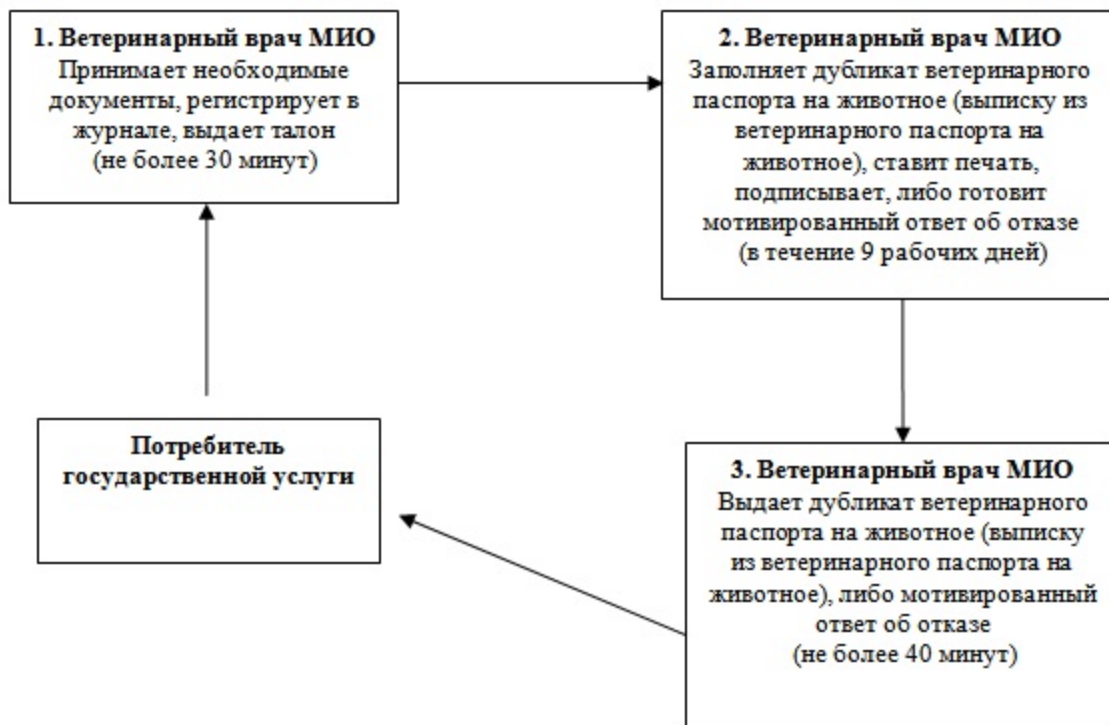 1. Ветеринарный врач МИО
Принимает необходимые
документы, регистрирует в
журнале, выдает талон
(не более 30 минут)
2. Ветеринарный врач МИО
Заполняет дубликат ветеринарного
паспорта на животное (выписку из
ветеринарного паспорта на
животное), ставит печать,
подписывает, либо готовит
мотивированный ответ об отказе
(в течение 9 рабочих дней)
Потребитель
государственной услуги
3. Ветеринарный врач МИО
Выдает дубликат ветеринарного
паспорта на животное (выписку
из ветеринарного паспорта на
животное), либо мотивированный
ответ об отказе
(не более 40 минут)